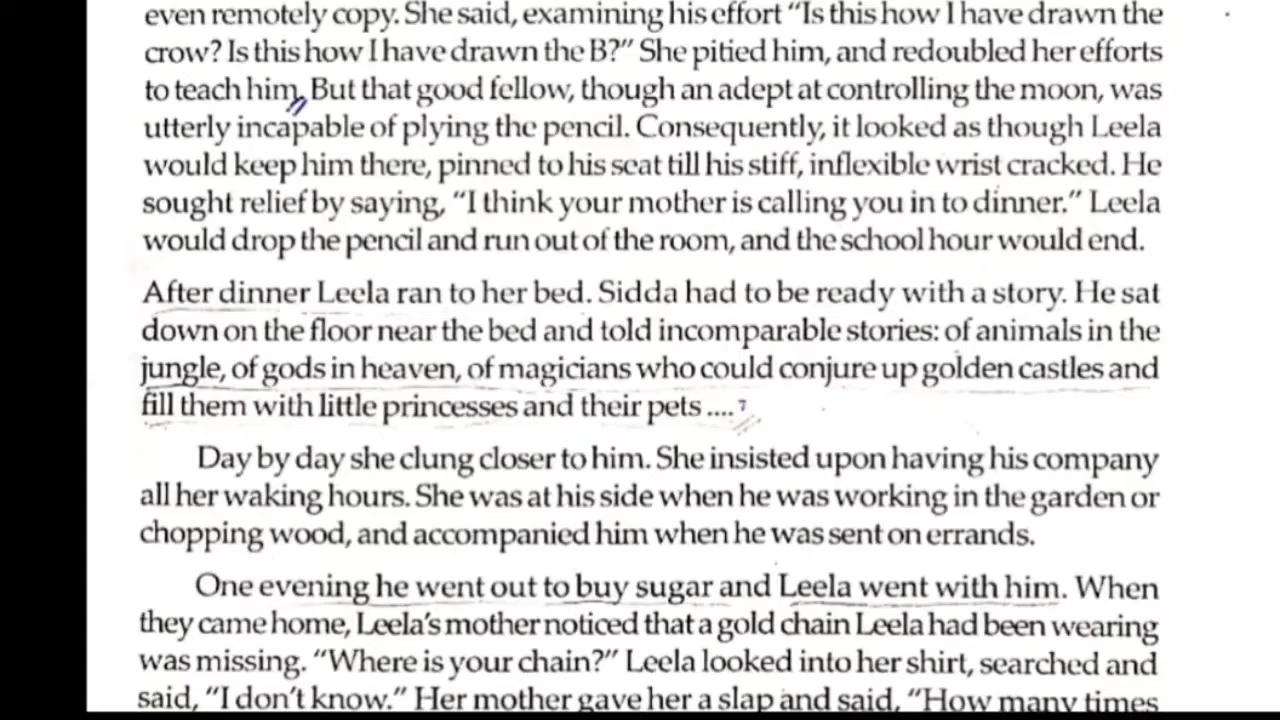 even remotely copy. She said, examining his effort “Is this how I have drawn the
crow? Is this how I have drawn the B?” She pitied him, and redoubled her efforts
to teach him. But that good fellow, though an adept at controlling the moon, was
utterly incapable of plying the pencil. Consequently, it looked as though Leela
would keep him there, pinned to his seat till his stiff, inflexible wrist cracked. He
sought relief by saying, “I think your mother is calling you in to dinner.” Leela
would drop the pencil and run out of the room, and the school hour would end.
After dinner Leela ran to her bed. Sidda had to be ready with a story. He sat
down on the floor near the bed and told incomparable stories: of animals in the
jungle, of gods in heaven, of magicians who could conjure up golden castles and
fill them with little princesses and their pets ....
Day by day she clung closer to him. She insisted upon having his company
all her waking hours. She was at his side when he was working in the garden or
chopping wood, and accompanied him when he was sent on errands.
One evening he went out to buy sugar and Leela went with him. When
they came home, Leela’s mother noticed that a gold chain Leela had been wearing
was missing. “Where is your chain?” Leela looked into her shirt, searched and
said, “I don’t know.” Her mother gave her a slap and said, “How many times